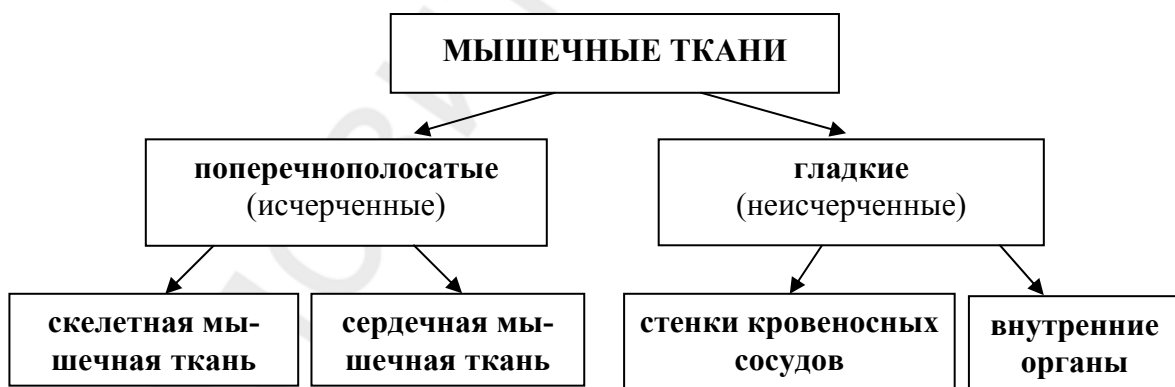 МЫШЕЧНЫЕ ТКАНИ
поперечнополосатые
(исчерченные)
гладкие
(неисчерченные)
скелетная мы-
шечная ткань
сердечная мы-
шечная ткань
стенки кровеносных
сосудов
внутренние
органы